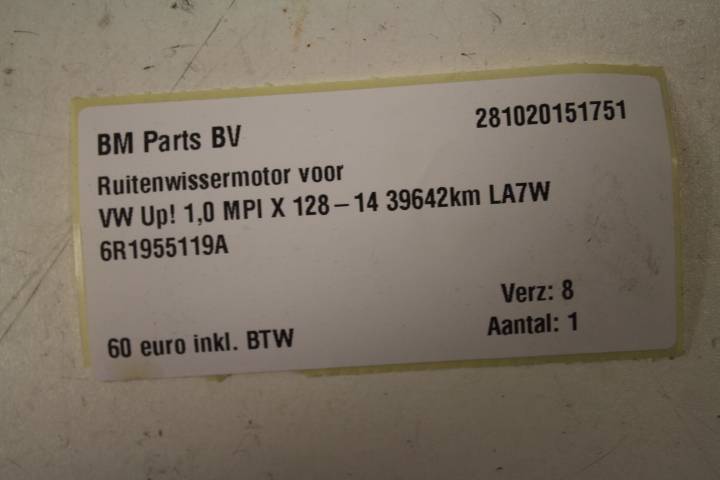 BM Parts BV 281020151751
Ruitenwissermotor voor
VW Up! 1,0 MPI X 128 – 14 39642km LA7W
6R1955119A
Verz: 8
60 euro inkl. BTW Aantal: 1